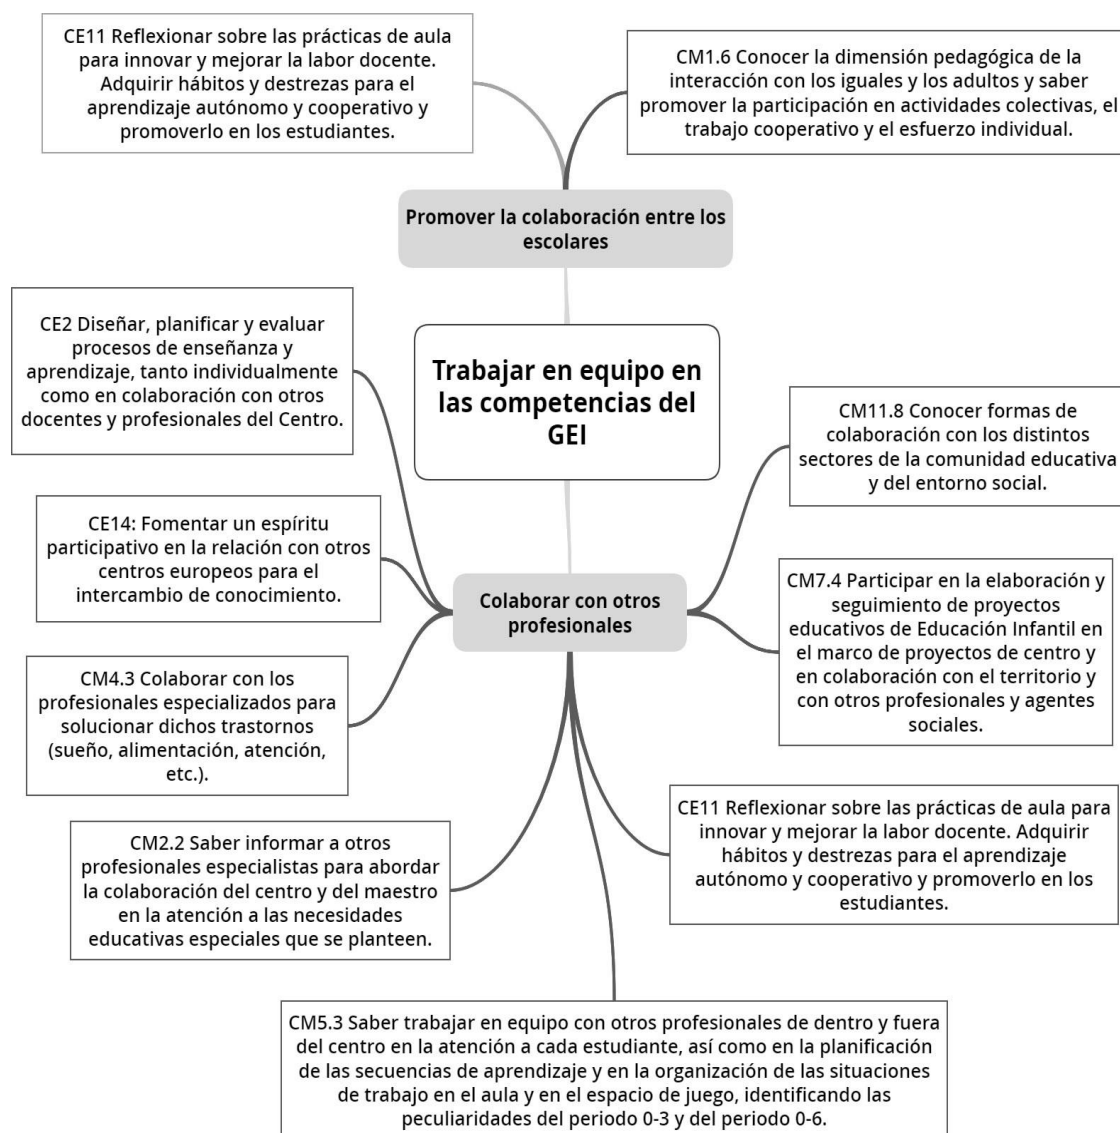 CE11 Reflexionar sobre las prácticas de aula
para innovar y mejorar la labor docente.
Adquirir hábitos y destrezas para el
aprendizaje autónomo y cooperativo y
promoverlo en los estudiantes.
CM1.6 Conocer la dimensión pedagógica de la
interacción con los iguales y los adultos y saber
promover la participación en actividades colectivas, el
trabajo cooperativo y el esfuerzo individual.
Promover la colaboración entre los
escolares
Trabajar en equipo en
las competencias del
GEI
CE2 Diseñar, planificar y evaluar
procesos de enseñanza y
aprendizaje, tanto individualmente
como en colaboración con otros
docentes y profesionales del Centro.
CE14: Fomentar un espíritu
participativo en la relación con otros
centros europeos para el
intercambio de conocimiento.
CM4.3 Colaborar con los
profesionales especializados para
solucionar dichos trastornos
(sueño, alimentación, atención,
etc.).
CM2.2 Saber informar a otros
profesionales especialistas para abordar
la colaboración del centro y del maestro
en la atención a las necesidades
educativas especiales que se planteen.
Colaborar con otros
profesionales
CM11.8 Conocer formas de
colaboración con los distintos
sectores de la comunidad educativa
y del entorno social.
CM7.4 Participar en la elaboración y
seguimiento de proyectos
educativos de Educación Infantil en
el marco de proyectos de centro y
en colaboración con el territorio y
con otros profesionales y agentes
sociales.
CE11 Reflexionar sobre las prácticas de aula para
innovar y mejorar la labor docente. Adquirir
hábitos y destrezas para el aprendizaje
autónomo y cooperativo y promoverlo en los
estudiantes.
CM5.3 Saber trabajar en equipo con otros profesionales de dentro y fuera
del centro en la atención a cada estudiante, así como en la planificación
de las secuencias de aprendizaje y en la organización de las situaciones
de trabajo en el aula y en el espacio de juego, identificando las
peculiaridades del periodo 0-3 y del periodo 0-6.